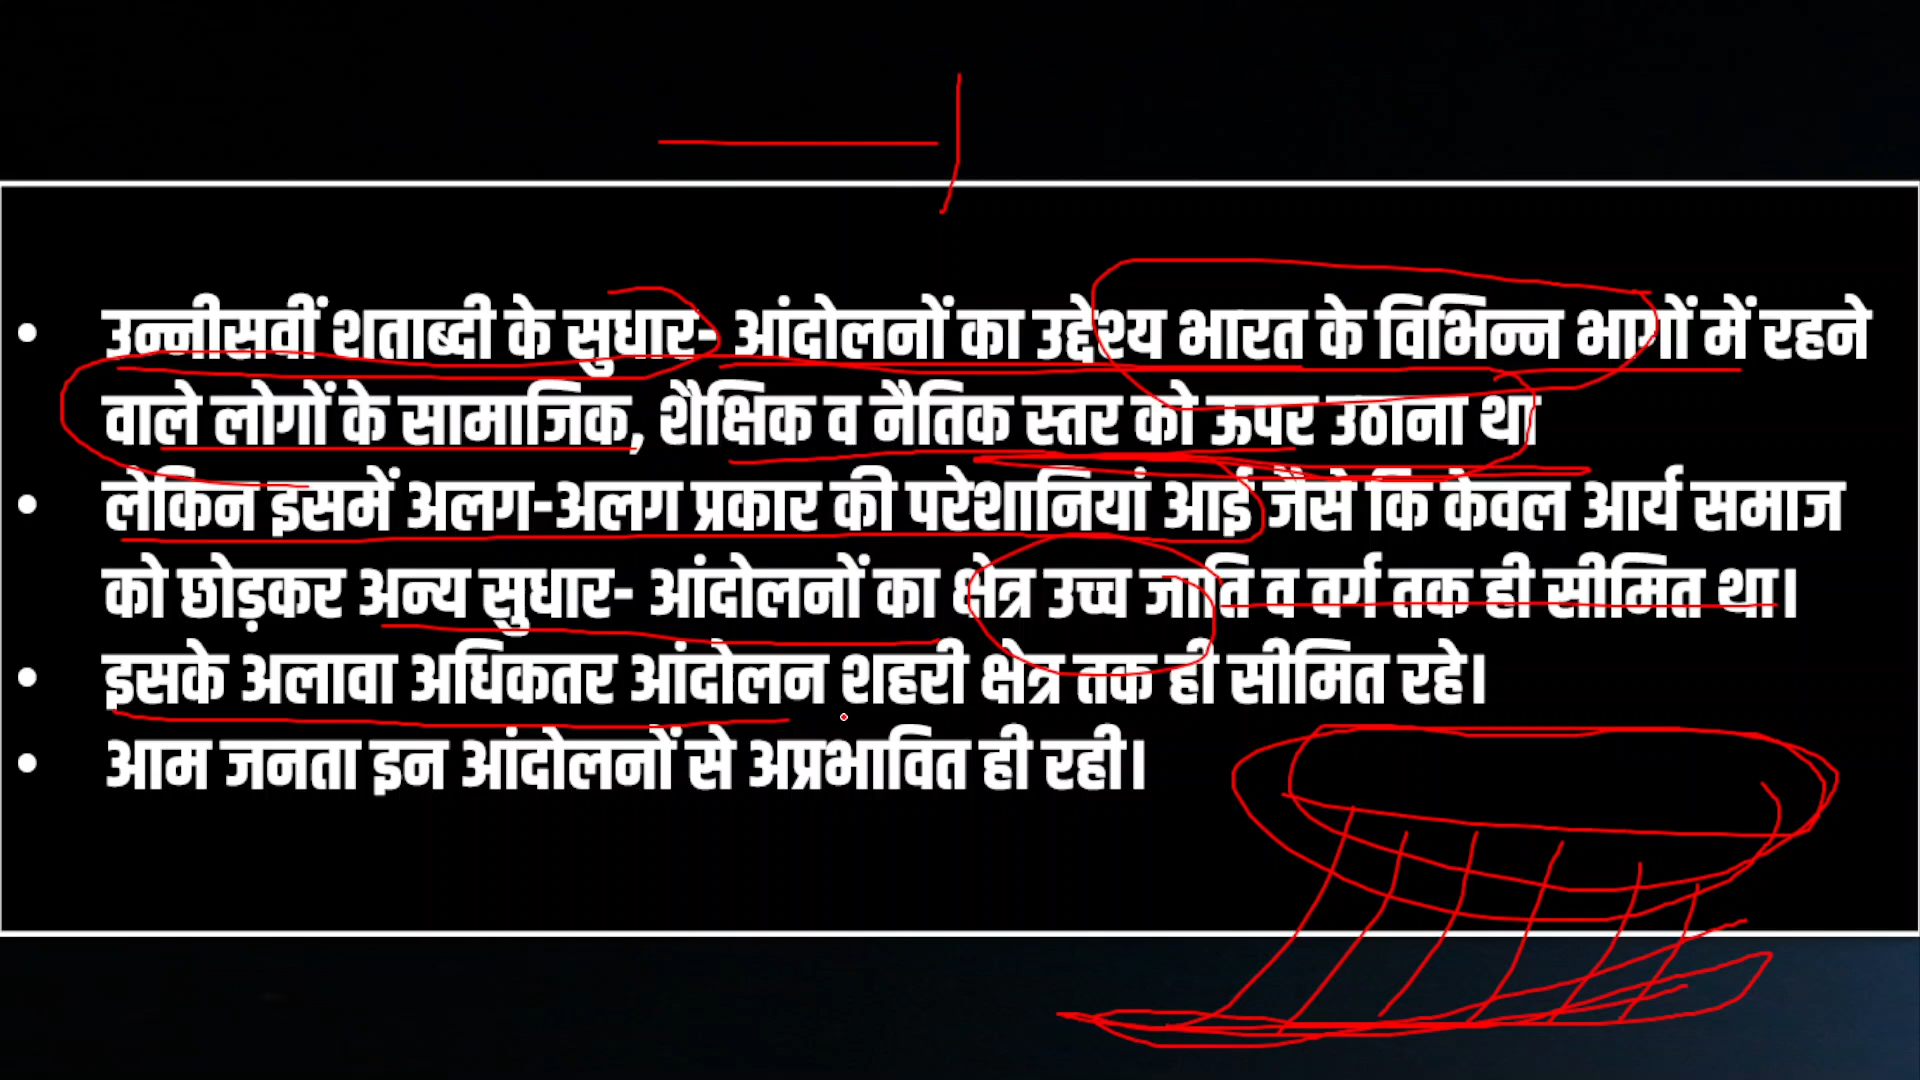 • उन्नीसवीं शताब्दी के सुधार- आंदोलनों का उद्देश्य भारत के विभिन्न भागों में रहने
वाले लोगों के सामाजिक, शैक्षिक व नैतिक स्तर को ऊपर उठाना था
• लेकिन इसमें अलग-अलग प्रकार की परेशानियां आई जैसे कि केवल आर्य समाज
को छोड़कर अन्य सुधार- आंदोलनों का क्षेत्र उच्च जाति व वर्ग तक ही सीमित था।
• इसके अलावा अधिकतर आंदोलन शहरी क्षेत्र तक ही सीमित रहे।
• आम जनता इन आंदोलनों से अप्रभावित ही रही।